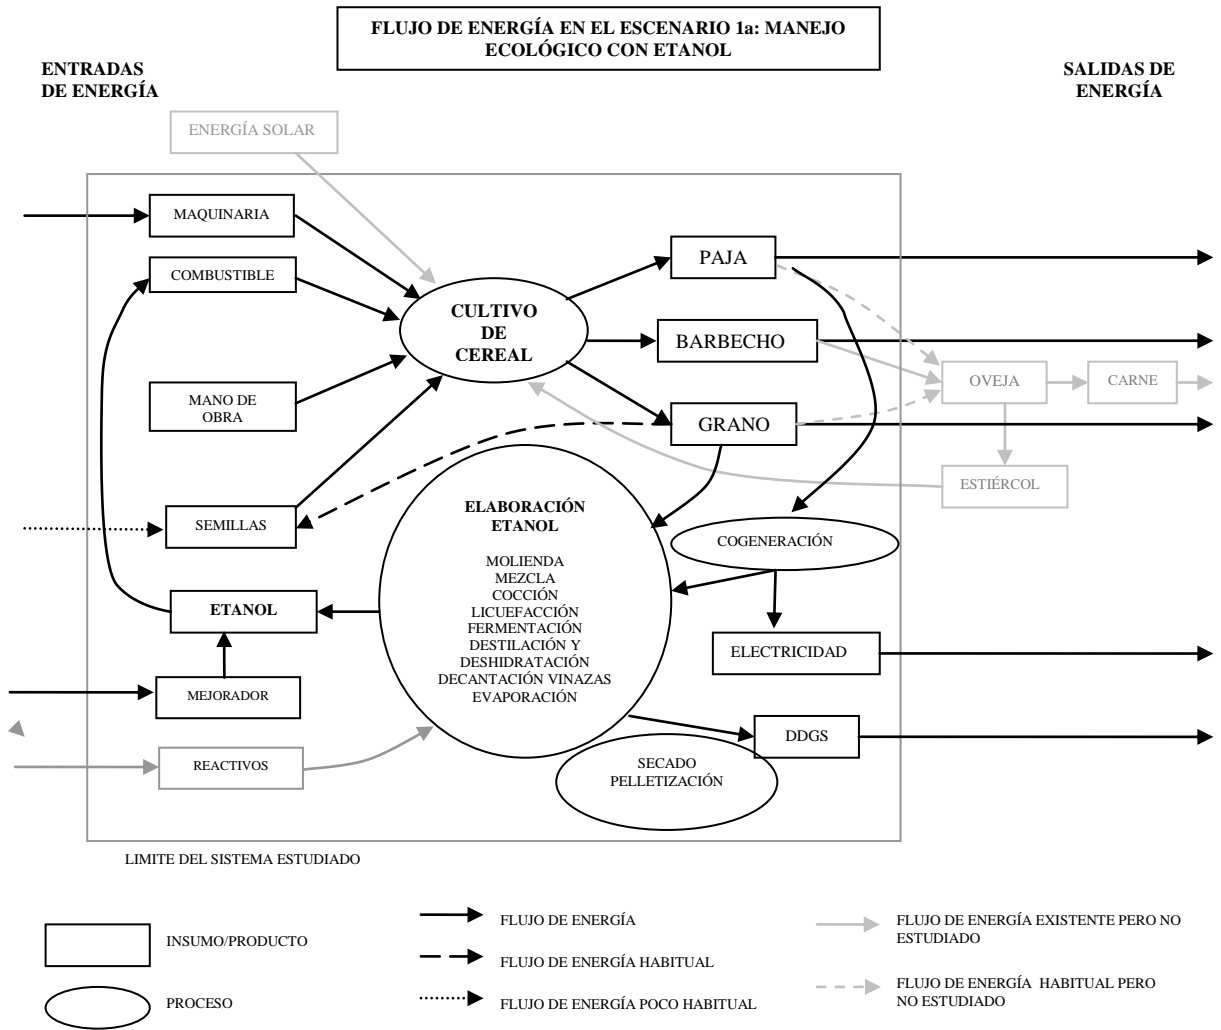 FLUJO DE ENERGÍA EN EL ESCENARIO 1a: MANEJO
ECOLÓGICO CON ETANOL
ENTRADAS
DE ENERGÍA
SALIDAS DE
ENERGÍA
ENERGÍA SOLAR
MAQUINARIA
COMBUSTIBLE
MANO DE
OBRA
SEMILLAS
ETANOL
MEJORADOR
REACTIVOS
CULTIVO
DE
CEREAL
PAJA
BARBECHO
GRANO
OVEJA
CARNE
ESTIÉRCOL
ELABORACIÓN
ETANOL
MOLIENDA
MEZCLA
COCCIÓN
LICUEFACCIÓN
FERMENTACIÓN
DESTILACIÓN Y
DESHIDRATACIÓN
DECANTACIÓN VINAZAS
EVAPORACIÓN
COGENERACIÓN
ELECTRICIDAD
DDGS
SECADO
PELLETIZACIÓN
LIMITE DEL SISTEMA ESTUDIADO
INSUMO/PRODUCTO
PROCESO
FLUJO DE ENERGÍA
FLUJO DE ENERGÍA HABITUAL
FLUJO DE ENERGÍA POCO HABITUAL
FLUJO DE ENERGÍA EXISTENTE PERO NO
ESTUDIADO
FLUJO DE ENERGÍA HABITUAL PERO
NO ESTUDIADO